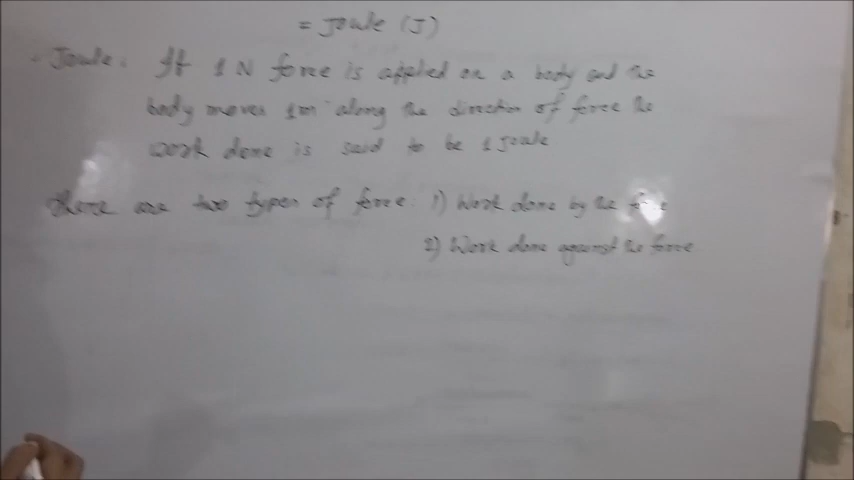 = Joule (J)
Joule: If 1 N force is applied on a body and the
body moves 1m along the direction of force the
work done is said to be 1 Joule
There are two types of force: 1) Work done by the force
2) Work done against the force